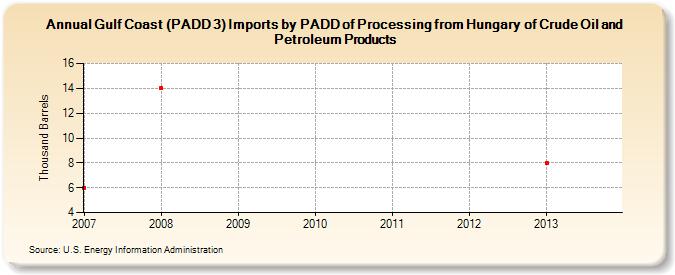 Annual Gulf Coast (PADD 3) Imports by PADD of Processing from Hungary of Crude Oil and
Petroleum Products
Thousand Barrels
16
14
12
10
8
6
4
2007 2008 2009 2010 2011 2012 2013
Source: U.S. Energy Information Administration